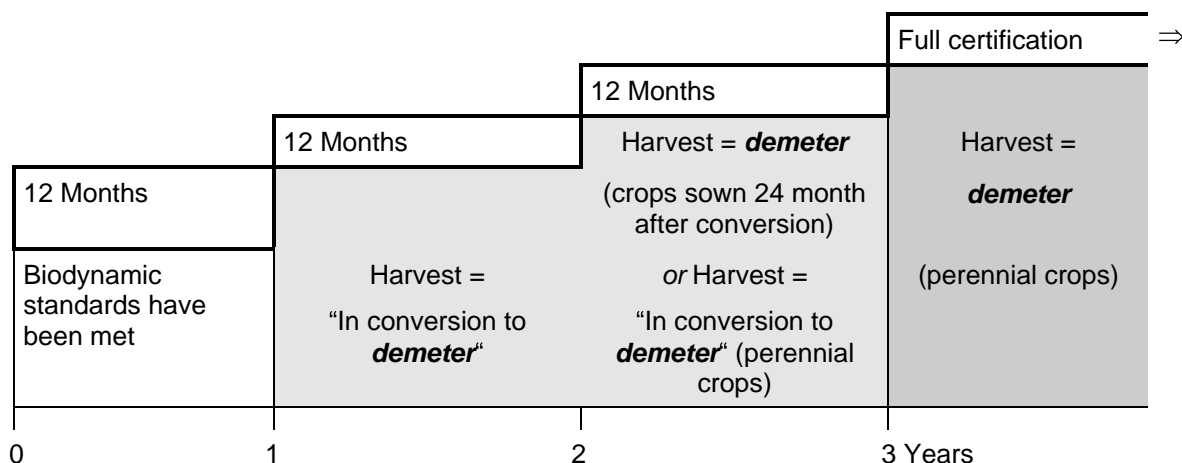 Full certification ⇒
12 Months
12 Months
12 Months
Biodynamic
standards have
been met
Harvest =
“In conversion to
demeter“
Harvest = demeter
(crops sown 24 month
after conversion)
or Harvest =
“In conversion to
demeter“ (perennial
crops)
Harvest =
demeter
(perennial crops)
0 1 2 3 Years